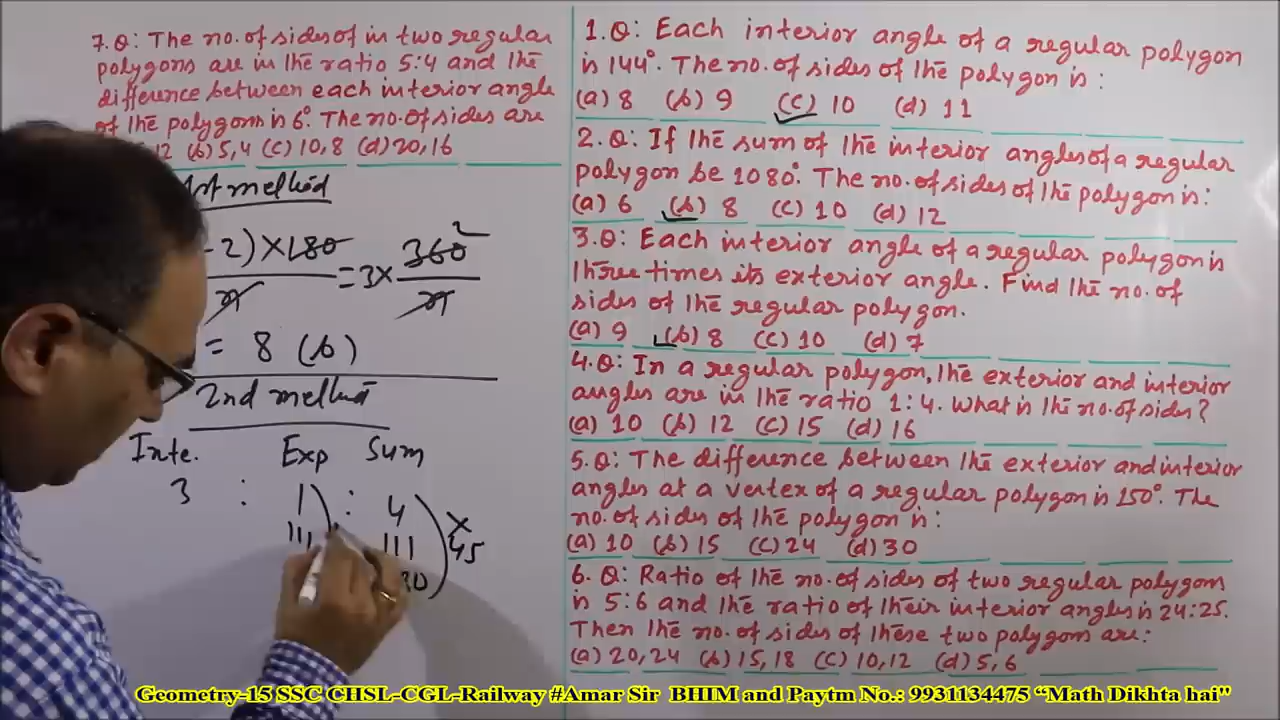 7.Q: The no. of sides of in two regular
polygons are in the ratio 5:4 and the
difference between each interior angle
of the polygons is 6°. The no. of sides are
12 (b) 5,4 (c) 10,8 (d) 20,16
method
-2) × 180 = 3 × 360 2
n n
= 8 (b)
2nd method
Inte. Exp Sum
3 : 1 : 4
111 111 × 45
80
1.Q: Each interior angle of a regular polygon
is 144°. The no. of sides of the polygon is :
(a) 8 (b) 9 (c) 10 (d) 11
2.Q: If the sum of the interior angles of a regular
polygon be 1080°. The no. of sides of the polygon is:
(a) 6 (b) 8 (c) 10 (d) 12
3.Q: Each interior angle of a regular polygon is
three times its exterior angle. Find the no. of
sides of the regular polygon.
(a) 9 (b) 8 (c) 10 (d) 7
4.Q: In a regular polygon, the exterior and interior
angles are in the ratio 1:4. What is the no. of sides?
(a) 10 (b) 12 (c) 15 (d) 16
5.Q: The difference between the exterior and interior
angles at a vertex of a regular polygon is 150°. The
no. of sides of the polygon is:
(a) 10 (b) 15 (c) 24 (d) 30
6.Q: Ratio of the no. of sides of two regular polygons
is 5:6 and the ratio of their interior angles is 24:25.
Then the no. of sides of these two polygons are:
(a) 20,24 (b) 15,18 (c) 10,12 (d) 5,6
Geometry-15 SSC CHSL-CGL-Railway #Amar Sir BHIM and Paytm No.: 9931134475 “Math Dikhta hai"